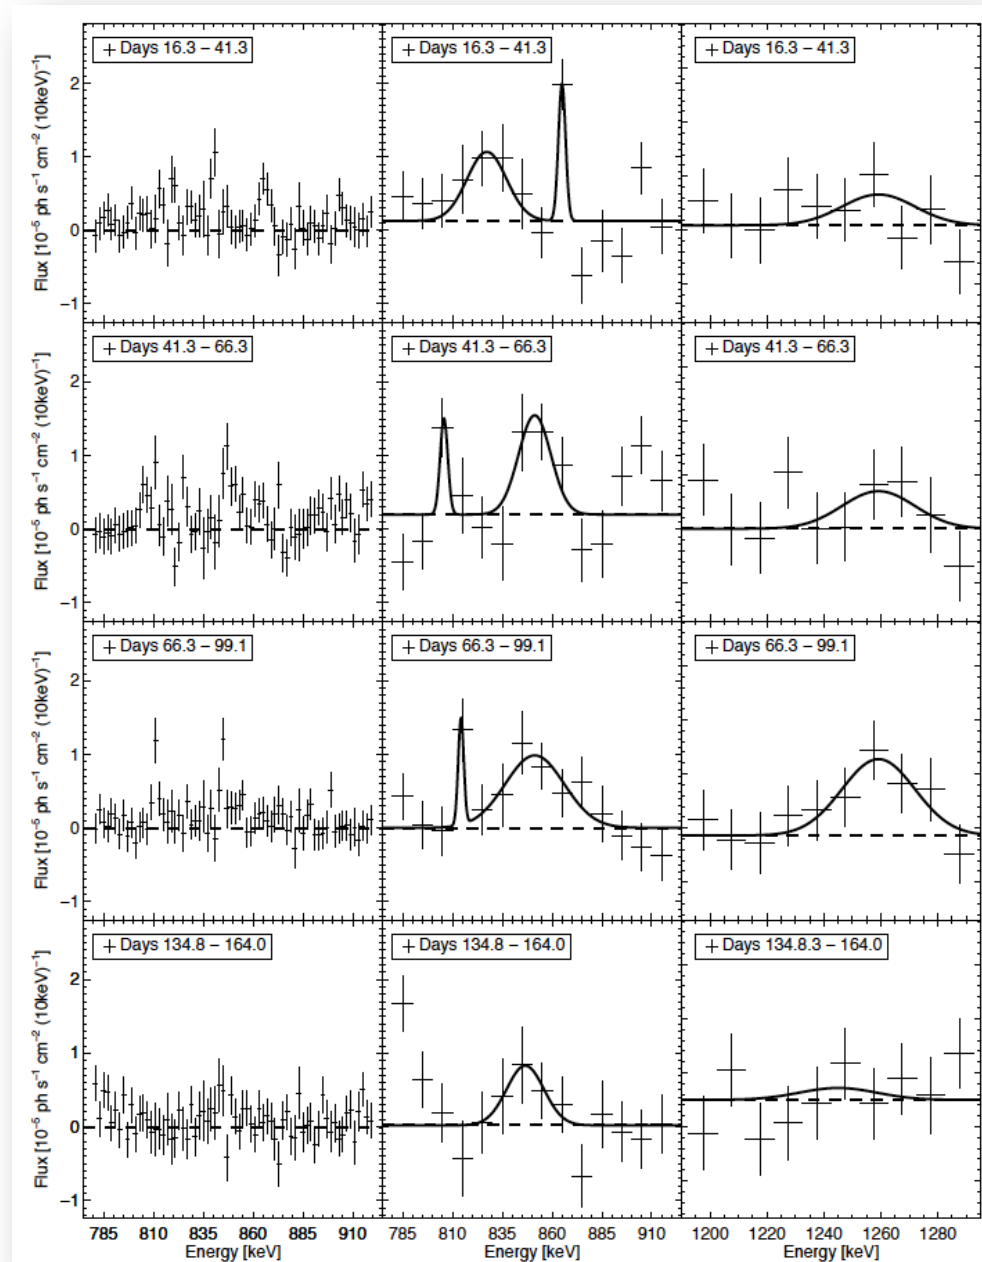 + Days 16.3 – 41.3
+ Days 16.3 – 41.3
+ Days 16.3 – 41.3
Flux [10⁻⁵ ph s⁻¹ cm⁻² (10keV)⁻¹]
2
1
0
−1
+ Days 41.3 – 66.3
+ Days 41.3 – 66.3
+ Days 41.3 – 66.3
Flux [10⁻⁵ ph s⁻¹ cm⁻² (10keV)⁻¹]
2
1
0
−1
+ Days 66.3 – 99.1
+ Days 66.3 – 99.1
+ Days 66.3 – 99.1
Flux [10⁻⁵ ph s⁻¹ cm⁻² (10keV)⁻¹]
2
1
0
−1
+ Days 134.8 – 164.0
+ Days 134.8 – 164.0
+ Days 134.8.3 – 164.0
Flux [10⁻⁵ ph s⁻¹ cm⁻² (10keV)⁻¹]
2
1
0
−1
785 810 835 860 885 910
785 810 835 860 885 910
1200 1220 1240 1260 1280
Energy [keV]
Energy [keV]
Energy [keV]